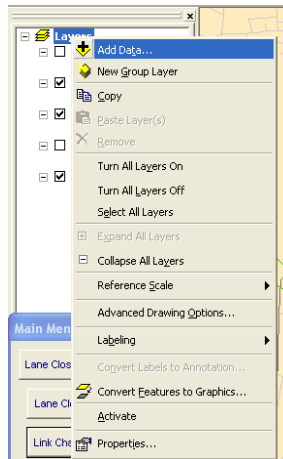 Layers
Add Data...
New Group Layer
Copy
Paste Layer(s)
Remove
Turn All Layers On
Turn All Layers Off
Select All Layers
Expand All Layers
Collapse All Layers
Reference Scale
Advanced Drawing Options...
Labeling
Convert Labels to Annotation...
Convert Features to Graphics...
Activate
Properties...
Main Men
Lane Clos
Lane Cl
Link Cha